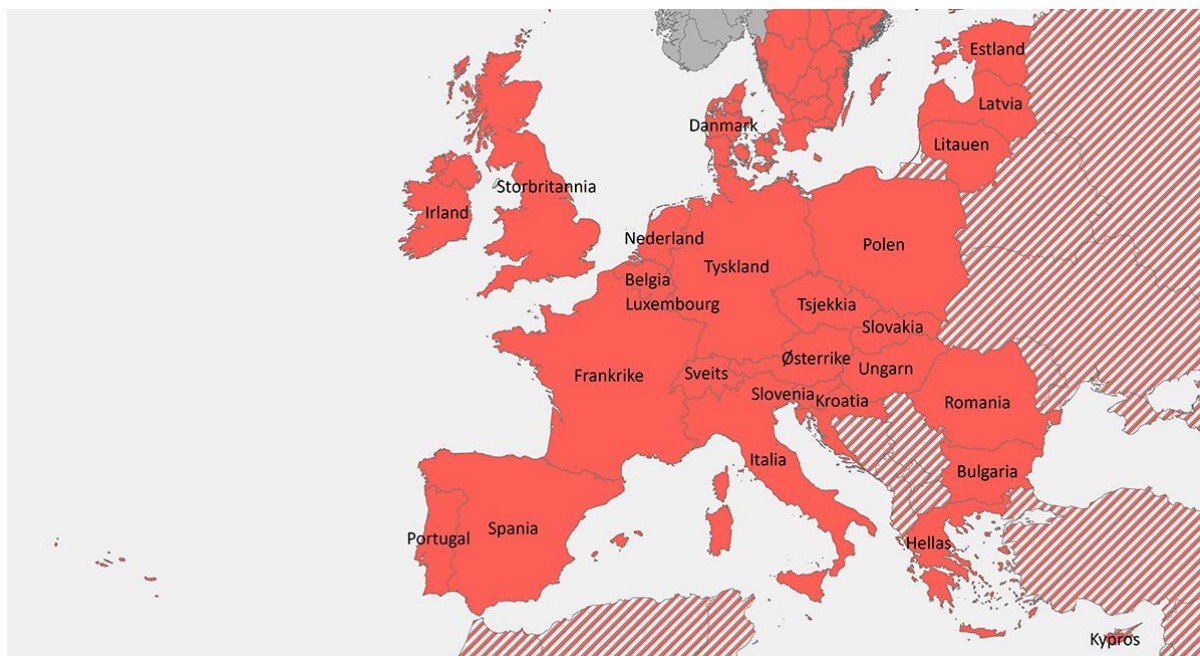 Estland
Latvia
Danmark
Litauen
Storbritannia
Irland
Nederland
Polen
Tyskland
Belgia
Luxembourg
Tsjekkia
Slovakia
Østerrike
Ungarn
Frankrike
Sveits
Slovenia
Kroatia
Romania
Italia
Bulgaria
Spania
Portugal
Hellas
Kypros